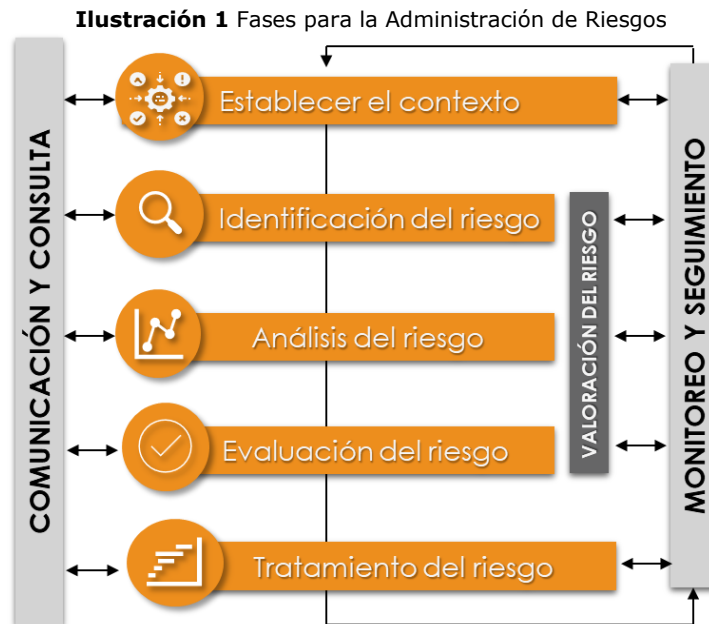 Ilustración 1 Fases para la Administración de Riesgos
COMUNICACIÓN Y CONSULTA
Establecer el contexto
Identificación del riesgo
Análisis del riesgo
Evaluación del riesgo
Tratamiento del riesgo
VALORACIÓN DEL RIESGO
MONITOREO Y SEGUIMIENTO